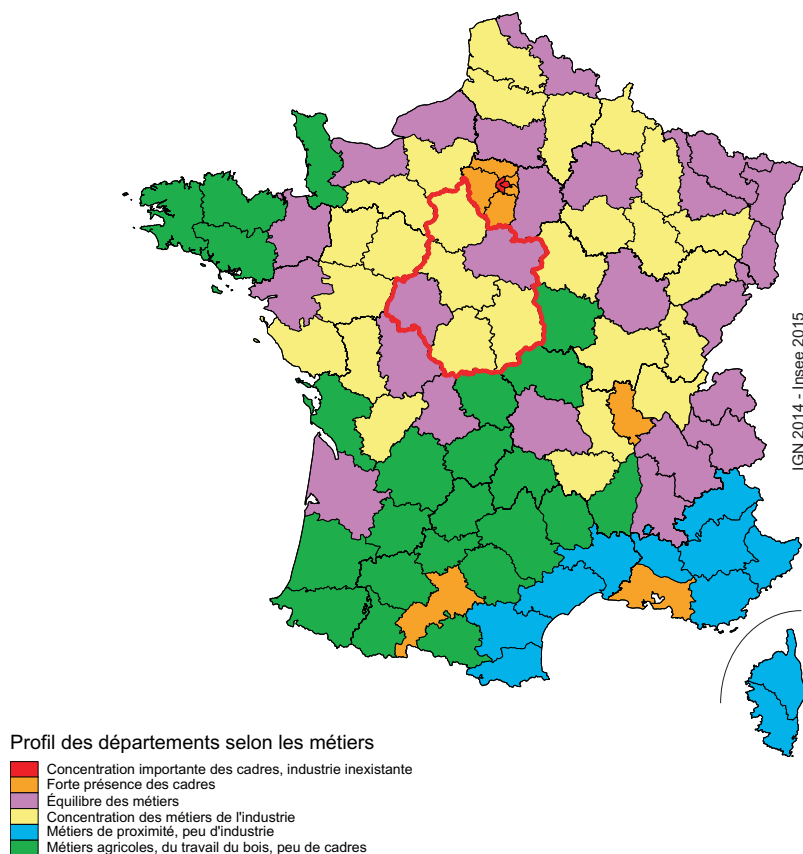 IGN 2014 - Insee 2015
Profil des départements selon les métiers
Concentration importante des cadres, industrie inexistante
Forte présence des cadres
Équilibre des métiers
Concentration des métiers de l'industrie
Métiers de proximité, peu d'industrie
Métiers agricoles, du travail du bois, peu de cadres